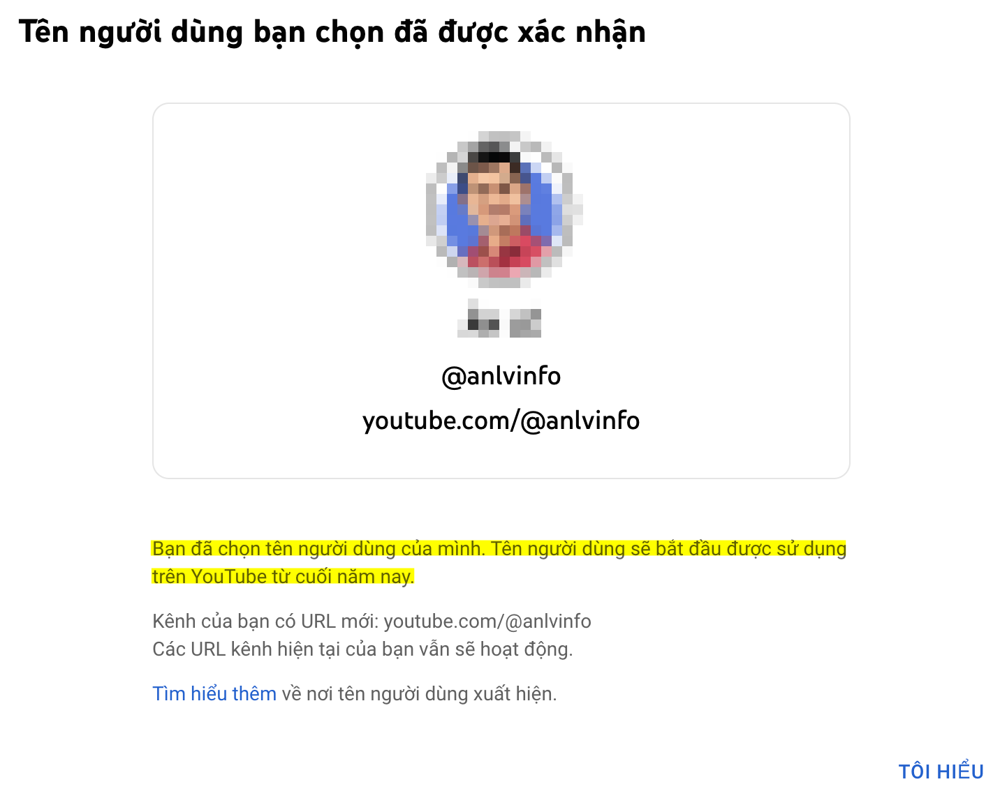 Tên người dùng bạn chọn đã được xác nhận
@anlvinfo
youtube.com/@anlvinfo
Bạn đã chọn tên người dùng của mình. Tên người dùng sẽ bắt đầu được sử dụng
trên YouTube từ cuối năm nay.
Kênh của bạn có URL mới: youtube.com/@anlvinfo
Các URL kênh hiện tại của bạn vẫn sẽ hoạt động.
Tìm hiểu thêm về nơi tên người dùng xuất hiện.
TÔI HIỂU